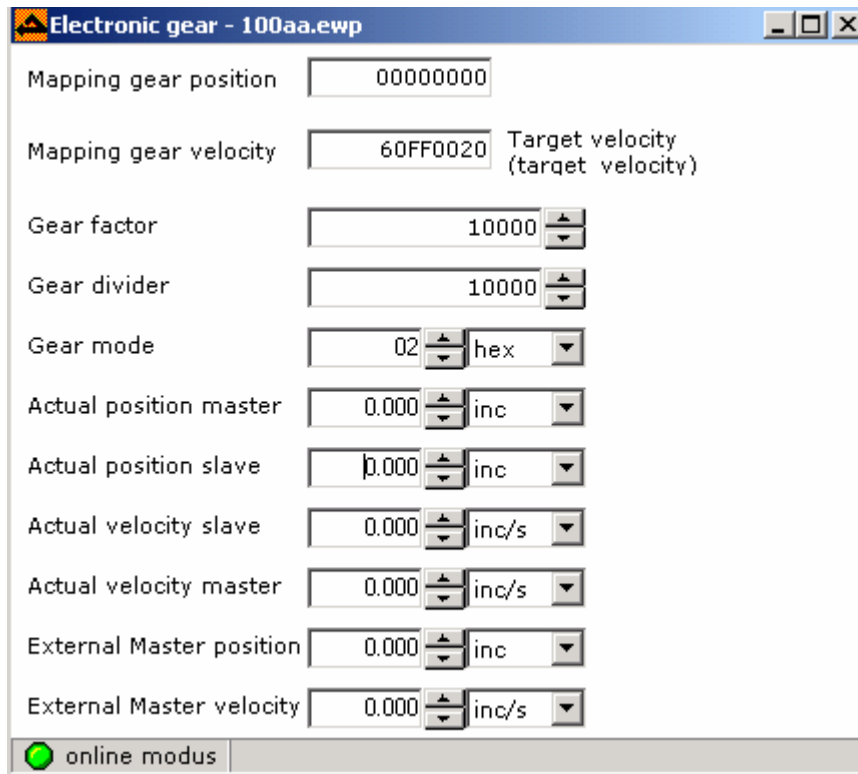 Electronic gear - 100aa.ewp
Mapping gear position 00000000
Mapping gear velocity 60FF0020 Target velocity
(target velocity)
Gear factor 10000
Gear divider 10000
Gear mode 02 hex
Actual position master 0.000 inc
Actual position slave 0.000 inc
Actual velocity slave 0.000 inc/s
Actual velocity master 0.000 inc/s
External Master position 0.000 inc
External Master velocity 0.000 inc/s
online modus